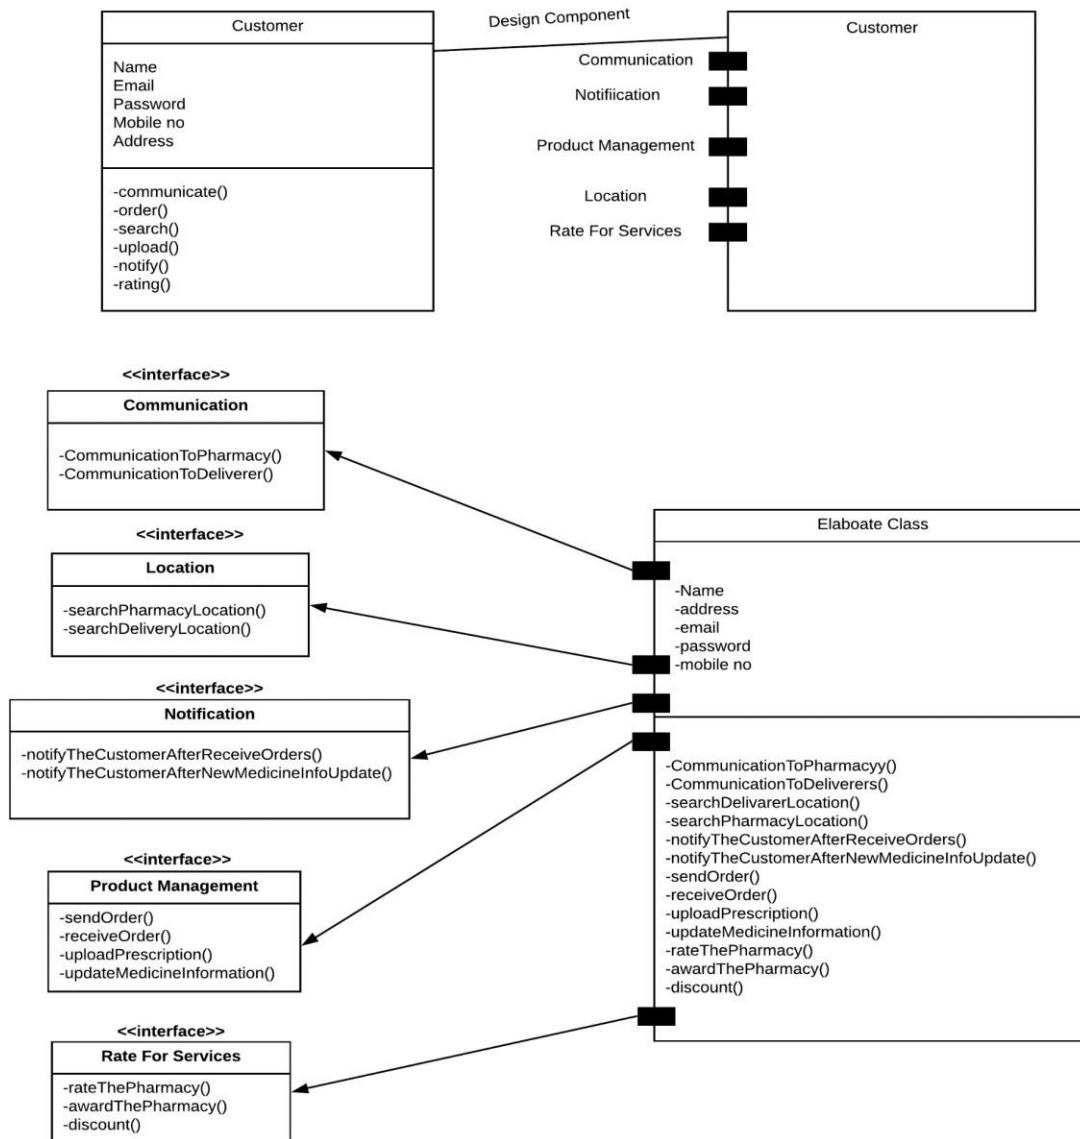 Customer
Name
Email
Password
Mobile no
Address
-communicate()
-order()
-search()
-upload()
-notify()
-rating()
Design Component
Customer
Communication
Notifiication
Product Management
Location
Rate For Services
<<interface>>
Communication
-CommunicationToPharmacy()
-CommunicationToDeliverer()
<<interface>>
Location
-searchPharmacyLocation()
-searchDeliveryLocation()
<<interface>>
Notification
-notifyTheCustomerAfterReceiveOrders()
-notifyTheCustomerAfterNewMedicineInfoUpdate()
<<interface>>
Product Management
-sendOrder()
-receiveOrder()
-uploadPrescription()
-updateMedicineInformation()
<<interface>>
Rate For Services
-rateThePharmacy()
-awardThePharmacy()
-discount()
Elaboate Class
-Name
-address
-email
-password
-mobile no
-CommunicationToPharmacyy()
-CommunicationToDeliverers()
-searchDelivarerLocation()
-searchPharmacyLocation()
-notifyTheCustomerAfterReceiveOrders()
-notifyTheCustomerAfterNewMedicineInfoUpdate()
-sendOrder()
-receiveOrder()
-uploadPrescription()
-updateMedicineInformation()
-rateThePharmacy()
-awardThePharmacy()
-discount()